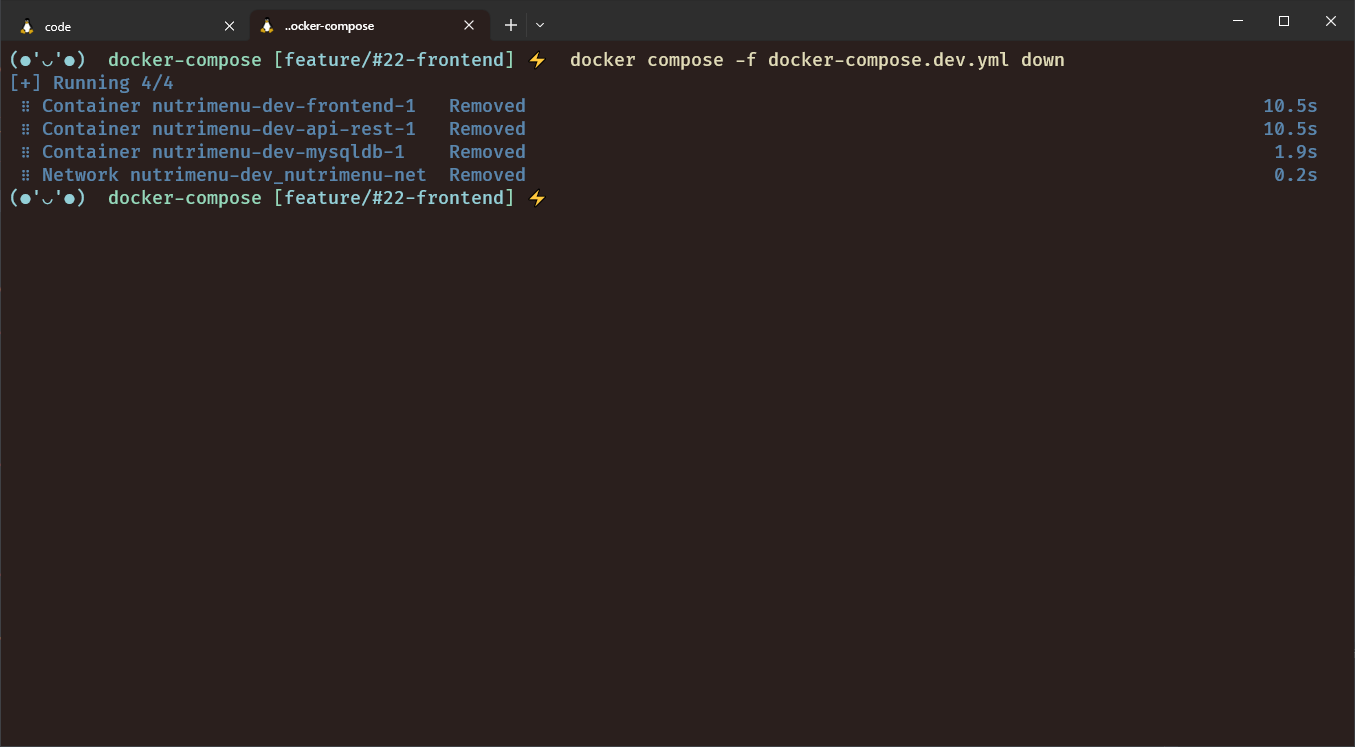 code
..ocker-compose
(●'◡'●)  docker-compose [feature/#22-frontend] ⚡  docker compose -f docker-compose.dev.yml down
[+] Running 4/4
 ⠿ Container nutrimenu-dev-frontend-1   Removed 10.5s
 ⠿ Container nutrimenu-dev-api-rest-1   Removed 10.5s
 ⠿ Container nutrimenu-dev-mysqldb-1    Removed 1.9s
 ⠿ Network nutrimenu-dev_nutrimenu-net  Removed 0.2s
(●'◡'●)  docker-compose [feature/#22-frontend] ⚡